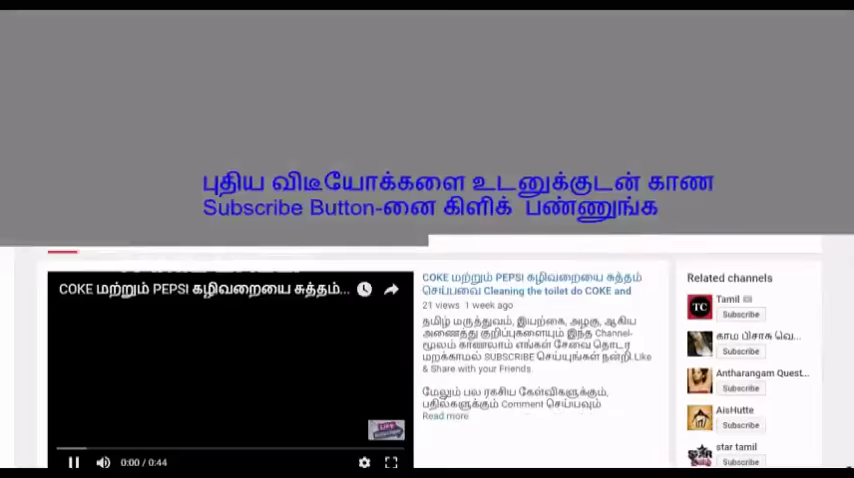 புதிய விடீயோக்களை உடனுக்குடன் காண
Subscribe Button-னை கிளிக் பண்ணுங்க
COKE மற்றும் PEPSI கழிவறையை சுத்தம்...
0:00 / 0:44
COKE மற்றும் PEPSI கழிவறையை சுத்தம்
செய்பவை Cleaning the toilet do COKE and
21 views 1 week ago
தமிழ் மருத்துவம், இயற்கை, அழகு, ஆகிய
அணைத்து குறிப்புகளையும் இந்த Channel-
மூலம் காணலாம் எங்கள் சேவை தொடர
மறக்காமல் SUBSCRIBE செய்யுங்கள் நன்றி.Like
& Share with your Friends
மேலும் பல ரகசிய கேள்விகளுக்கும்,
பதில்களுக்கும் Comment செய்யவும்
Read more
Related channels
TC
Tamil
Subscribe
காம பிசாசு வெ...
Subscribe
Antharangam Quest...
Subscribe
AisHutte
Subscribe
STAR
star tamil
Subscribe